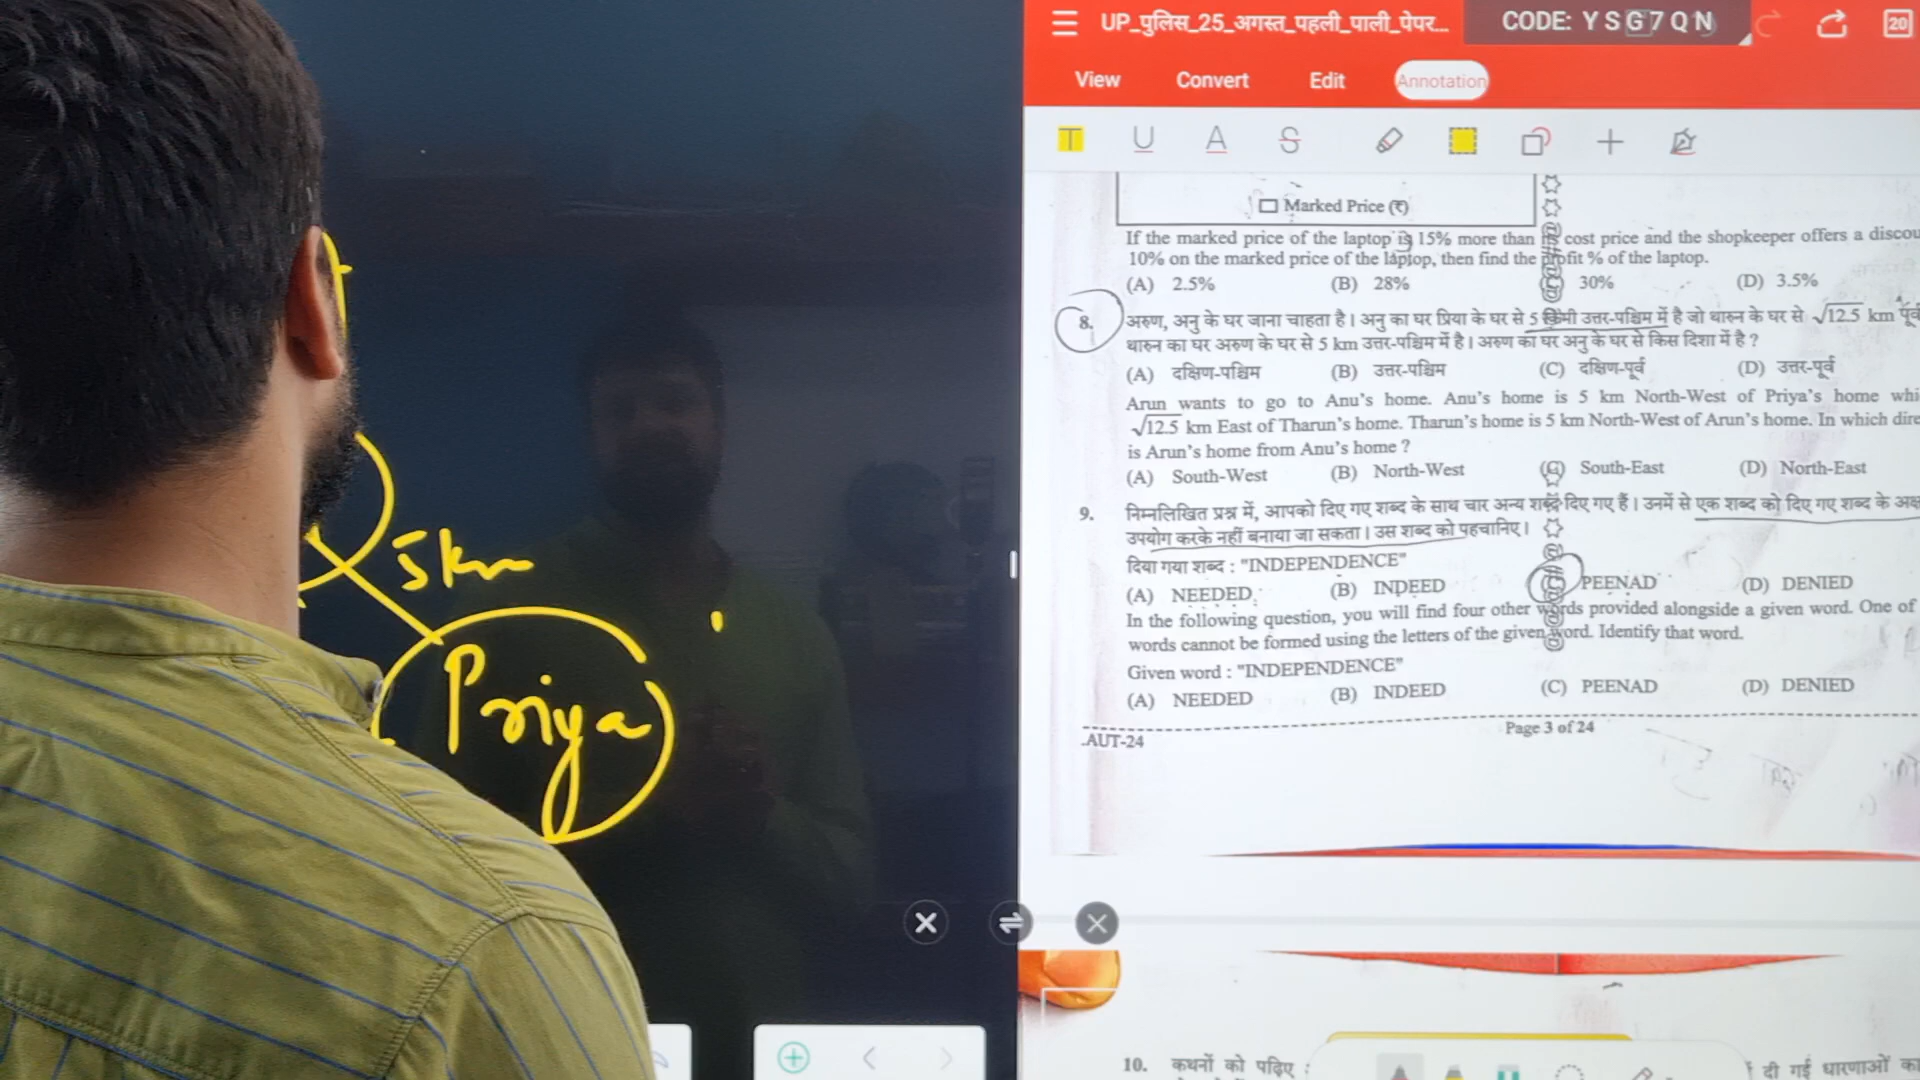 UP_पुलिस_25_अगस्त_पहली_पाली_पेपर...
CODE: Y S G 7 Q N
20
View Convert Edit Annotation
T U A S
Marked Price (₹)
If the marked price of the laptop is 15% more than its cost price and the shopkeeper offers a discou
10% on the marked price of the laptop, then find the profit % of the laptop.
(A) 2.5% (B) 28% (C) 30% (D) 3.5%
8. अरुण, अनु के घर जाना चाहता है। अनु का घर प्रिया के घर से 5 किमी उत्तर-पश्चिम में है जो थारुन के घर से √12.5 km पूर्व
थारुन का घर अरुण के घर से 5 km उत्तर-पश्चिम में है। अरुण का घर अनु के घर से किस दिशा में है ?
(A) दक्षिण-पश्चिम (B) उत्तर-पश्चिम (C) दक्षिण-पूर्व (D) उत्तर-पूर्व
Arun wants to go to Anu's home. Anu's home is 5 km North-West of Priya's home whi
√12.5 km East of Tharun's home. Tharun's home is 5 km North-West of Arun's home. In which dire
is Arun's home from Anu's home ?
(A) South-West (B) North-West (C) South-East (D) North-East
9. निम्नलिखित प्रश्न में, आपको दिए गए शब्द के साथ चार अन्य शब्द दिए गए हैं। उनमें से एक शब्द को दिए गए शब्द के अक्ष
उपयोग करके नहीं बनाया जा सकता। उस शब्द को पहचानिए।
दिया गया शब्द : "INDEPENDENCE"
(A) NEEDED (B) INDEED (C) PEENAD (D) DENIED
In the following question, you will find four other words provided alongside a given word. One of
words cannot be formed using the letters of the given word. Identify that word.
Given word : "INDEPENDENCE"
(A) NEEDED (B) INDEED (C) PEENAD (D) DENIED
AUT-24 Page 3 of 24
10. कथनों को पढ़िए : दी गई धारणाओं का
5km
Priya